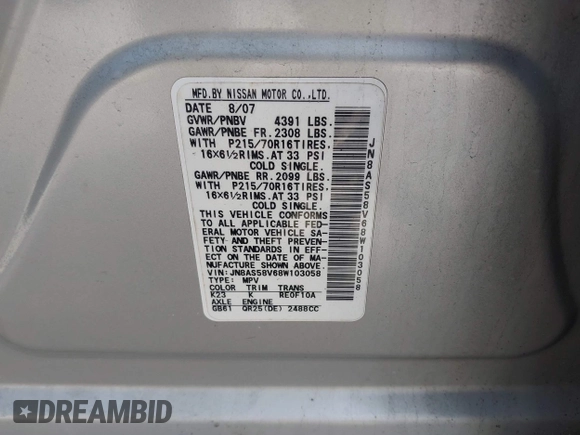 MFD.BY NISSAN MOTOR CO.,LTD.
DATE 8/07
GVWR/PNBV 4391 LBS.
GAWR/PNBE FR. 2308 LBS.
WITH P215/70R16TIRES,
16X6½RIMS.AT 33 PSI
COLD SINGLE.
GAWR/PNBE RR. 2099 LBS.
WITH P215/70R16TIRES,
16X6½RIMS.AT 33 PSI
COLD SINGLE.
THIS VEHICLE CONFORMS
TO ALL APPLICABLE FED-
ERAL MOTOR VEHICLE SA-
FETY AND THEFT PREVENTION
STANDARDS IN EFF-
ECT ON THE DATE OF MA-
NUFACTURE SHOWN ABOVE.
VIN:JN8AS58V68W103058
TYPE: MPV
COLOR TRIM TRANS
K23 K RE0F10A
AXLE ENGINE
GB61 QR25(DE) 2488CC
JN8AS58V68W103058
DREAMBID